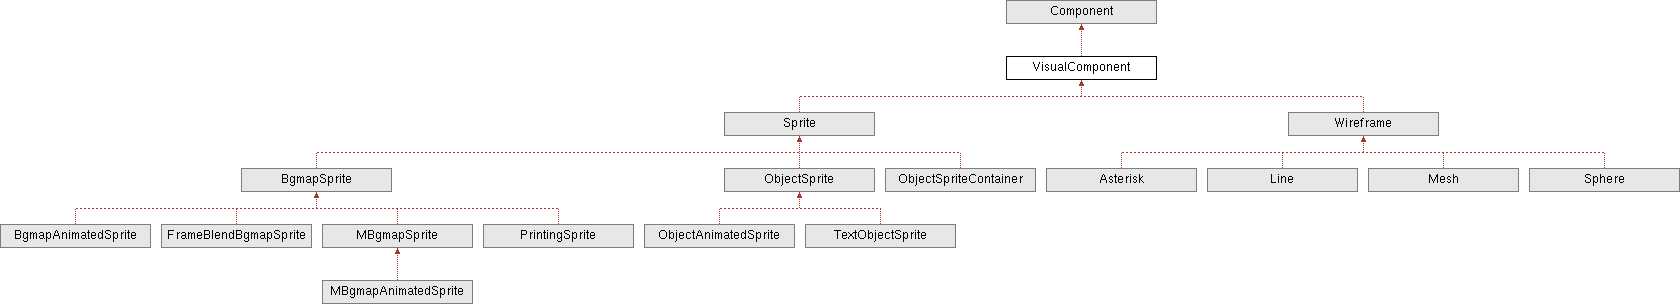 Component
VisualComponent
Sprite
Wireframe
BgmapSprite
ObjectSprite
ObjectSpriteContainer
Asterisk
Line
Mesh
Sphere
BgmapAnimatedSprite
FrameBlendBgmapSprite
MBgmapSprite
PrintingSprite
ObjectAnimatedSprite
TextObjectSprite
MBgmapAnimatedSprite